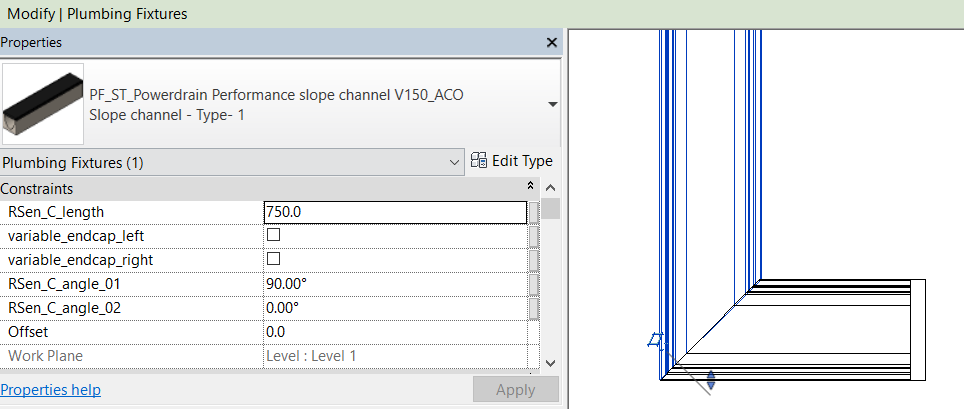 Modify | Plumbing Fixtures
Properties
PF_ST_Powerdrain Performance slope channel V150_ACO
Slope channel - Type- 1
Plumbing Fixtures (1)
Edit Type
Constraints
RSen_C_length 750.0
variable_endcap_left
variable_endcap_right
RSen_C_angle_01 90.00°
RSen_C_angle_02 0.00°
Offset 0.0
Work Plane Level : Level 1
Properties help
Apply